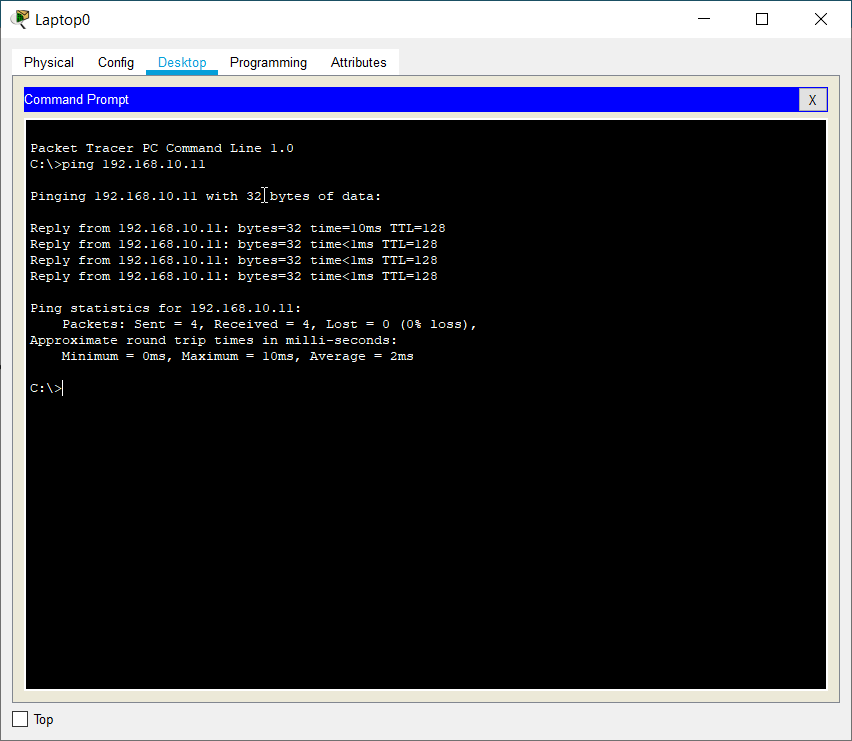 Laptop0
Physical Config Desktop Programming Attributes
Command Prompt X
Packet Tracer PC Command Line 1.0
C:\>ping 192.168.10.11
Pinging 192.168.10.11 with 32 bytes of data:
Reply from 192.168.10.11: bytes=32 time=10ms TTL=128
Reply from 192.168.10.11: bytes=32 time<1ms TTL=128
Reply from 192.168.10.11: bytes=32 time<1ms TTL=128
Reply from 192.168.10.11: bytes=32 time<1ms TTL=128
Ping statistics for 192.168.10.11:
Packets: Sent = 4, Received = 4, Lost = 0 (0% loss),
Approximate round trip times in milli-seconds:
Minimum = 0ms, Maximum = 10ms, Average = 2ms
C:\>
Top